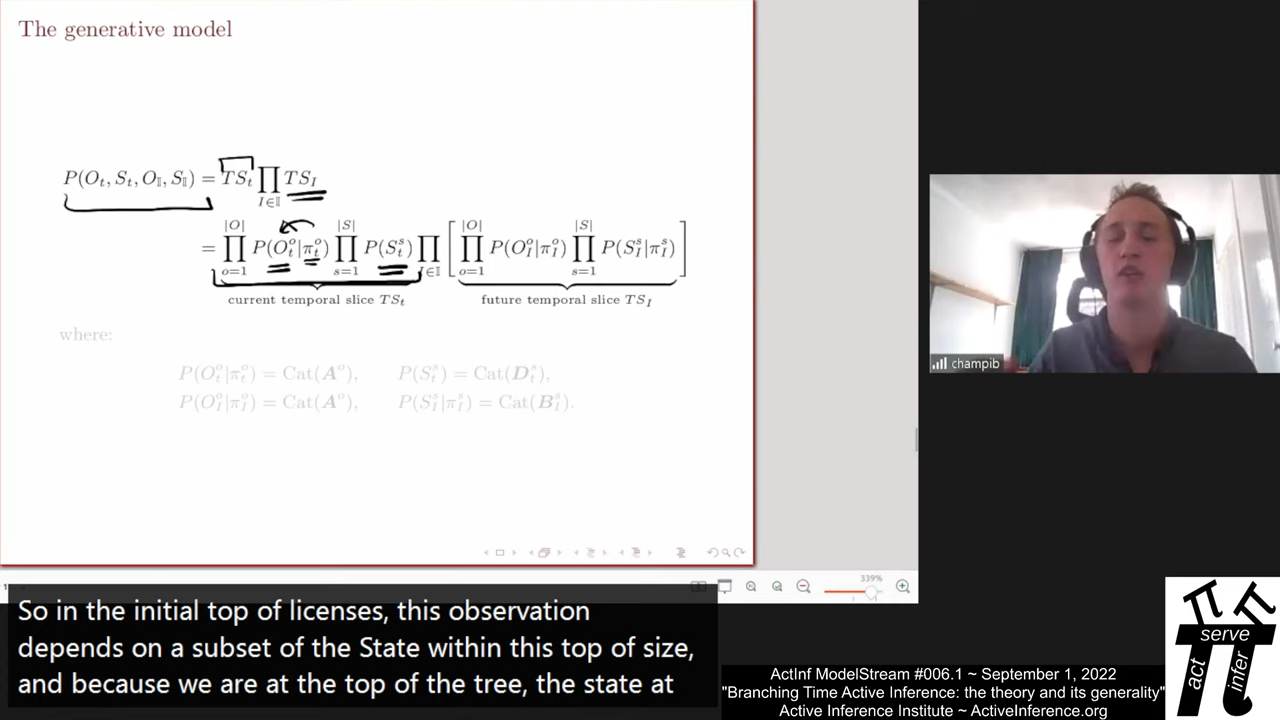 The generative model
P(O_t, S_t, O_𝕀, S_𝕀) = TS_t ∏_{I∈𝕀} TS_I
= ∏_{o=1}^{|O|} P(O_t^o|π_t^o) ∏_{s=1}^{|S|} P(S_t^s) ∏_{I∈𝕀} [ ∏_{o=1}^{|O|} P(O_I^o|π_I^o) ∏_{s=1}^{|S|} P(S_I^s|π_I^s) ]
current temporal slice TS_t future temporal slice TS_I
where:
P(O_t^o|π_t^o) = Cat(A^o), P(S_t^s) = Cat(D_t^s),
P(O_I^o|π_I^o) = Cat(A^o), P(S_I^s|π_I^s) = Cat(B_I^s).
339%
champib
So in the initial top of licenses, this observation
depends on a subset of the State within this top of size,
and because we are at the top of the tree, the state at
ActInf ModelStream #006.1 ~ September 1, 2022
"Branching Time Active Inference: the theory and its generality"
Active Inference Institute ~ ActiveInference.org
serve
act
infer